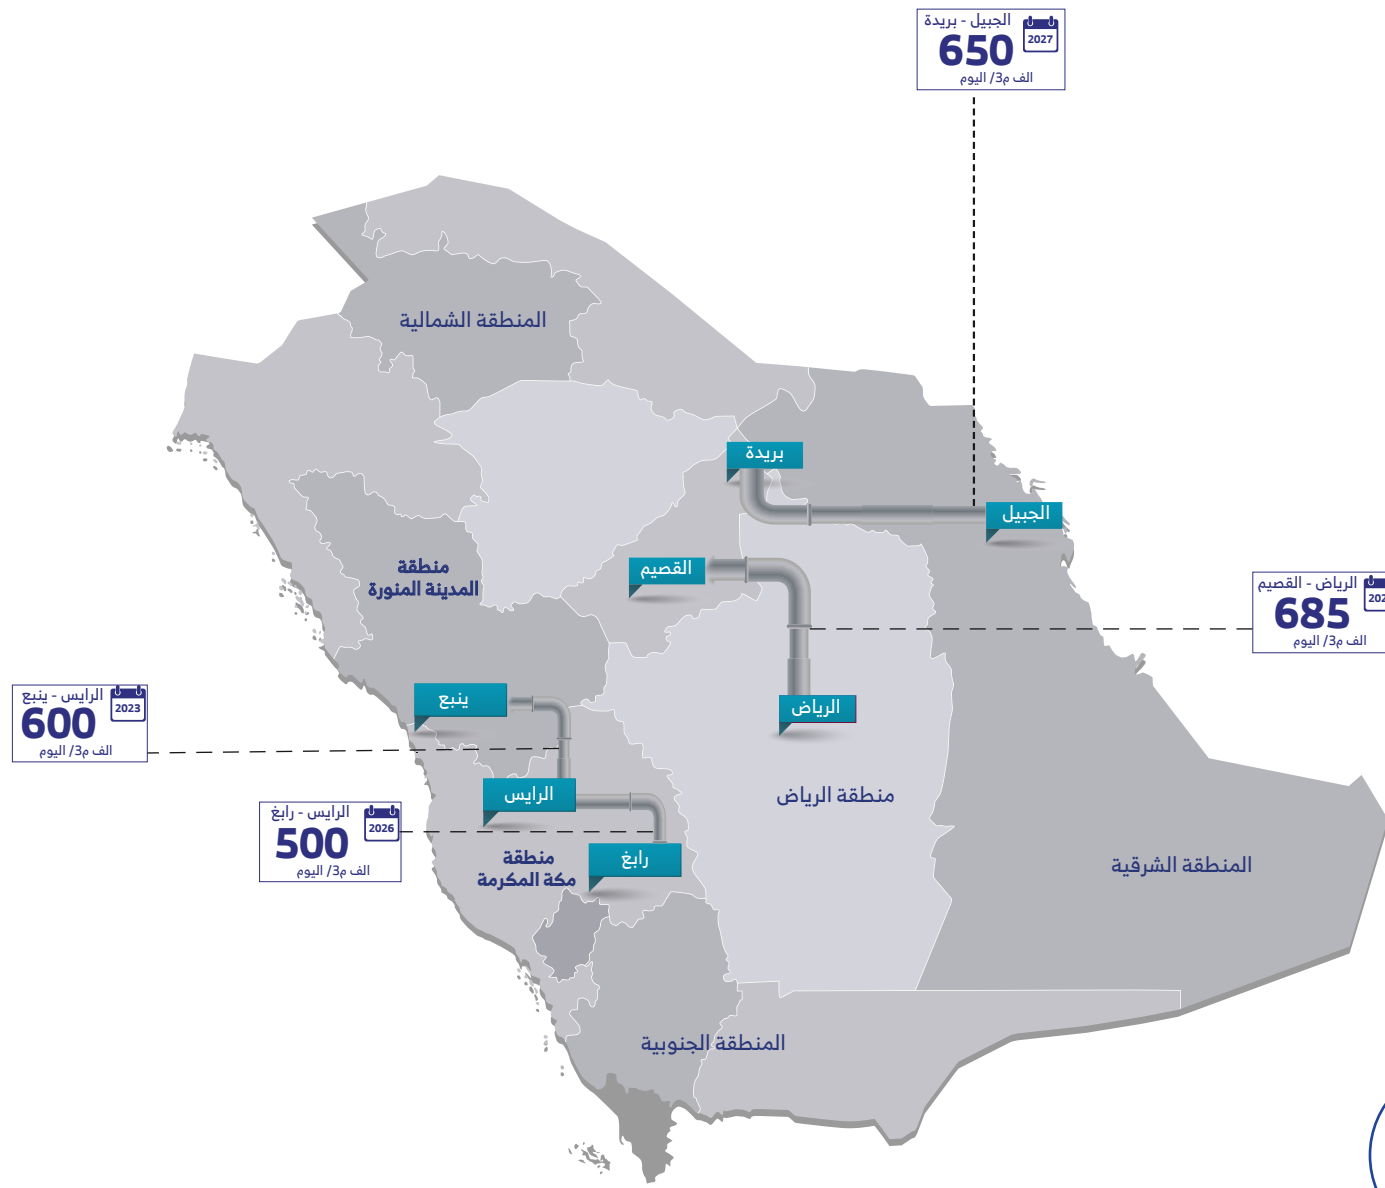 الجبيل - بريدة
2027
650
الف م3/ اليوم
المنطقة الشمالية
بريدة
الجبيل
منطقة
المدينة المنورة
القصيم
الرياض - القصيم
685
الف م3/ اليوم
ينبع
الرياض
الرايس - ينبع
2023
600
الف م3/ اليوم
الرايس
منطقة الرياض
الرايس - رابغ
2026
500
الف م3/ اليوم
رابغ
منطقة
مكة المكرمة
المنطقة الشرقية
المنطقة الجنوبية